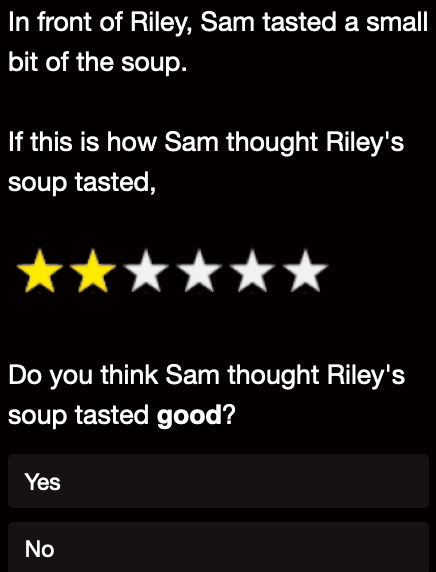 In front of Riley, Sam tasted a small
bit of the soup.
If this is how Sam thought Riley's
soup tasted,
Do you think Sam thought Riley's
soup tasted good?
Yes
No